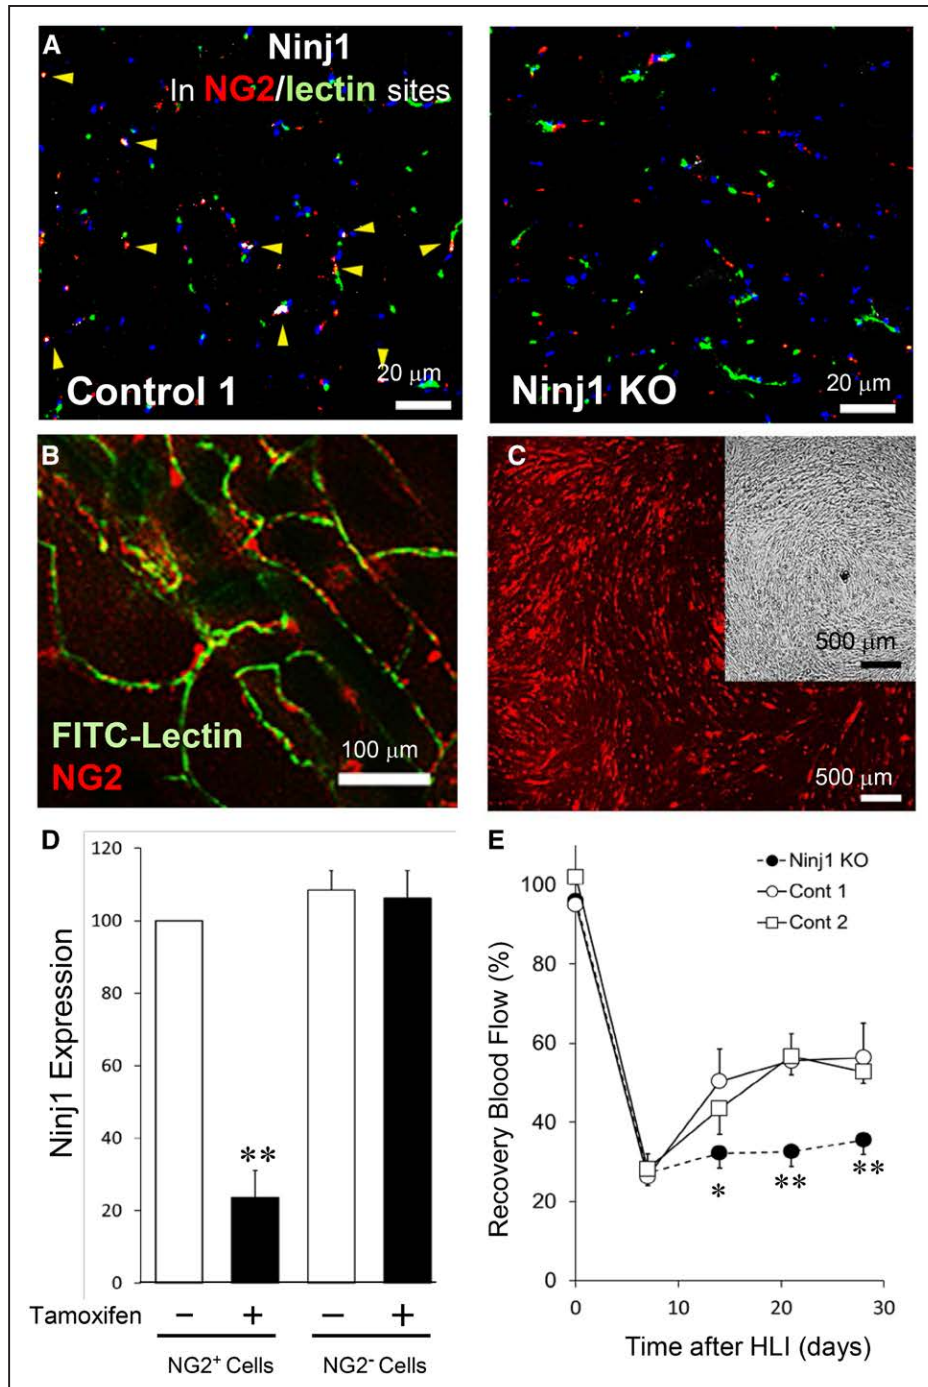 A
Ninj1
In NG2/lectin sites
Control 1
20 μm
Ninj1 KO
20 μm
B
FITC-Lectin
NG2
100 μm
C
500 μm
500 μm
D
120
100
80
60
40
20
0
Ninj1 Expression
**
Tamoxifen − + − +
NG2⁺ Cells NG2⁻ Cells
E
Ninj1 KO
Cont 1
Cont 2
100
80
60
40
20
0
Recovery Blood Flow (%)
* ** **
0 10 20 30
Time after HLI (days)